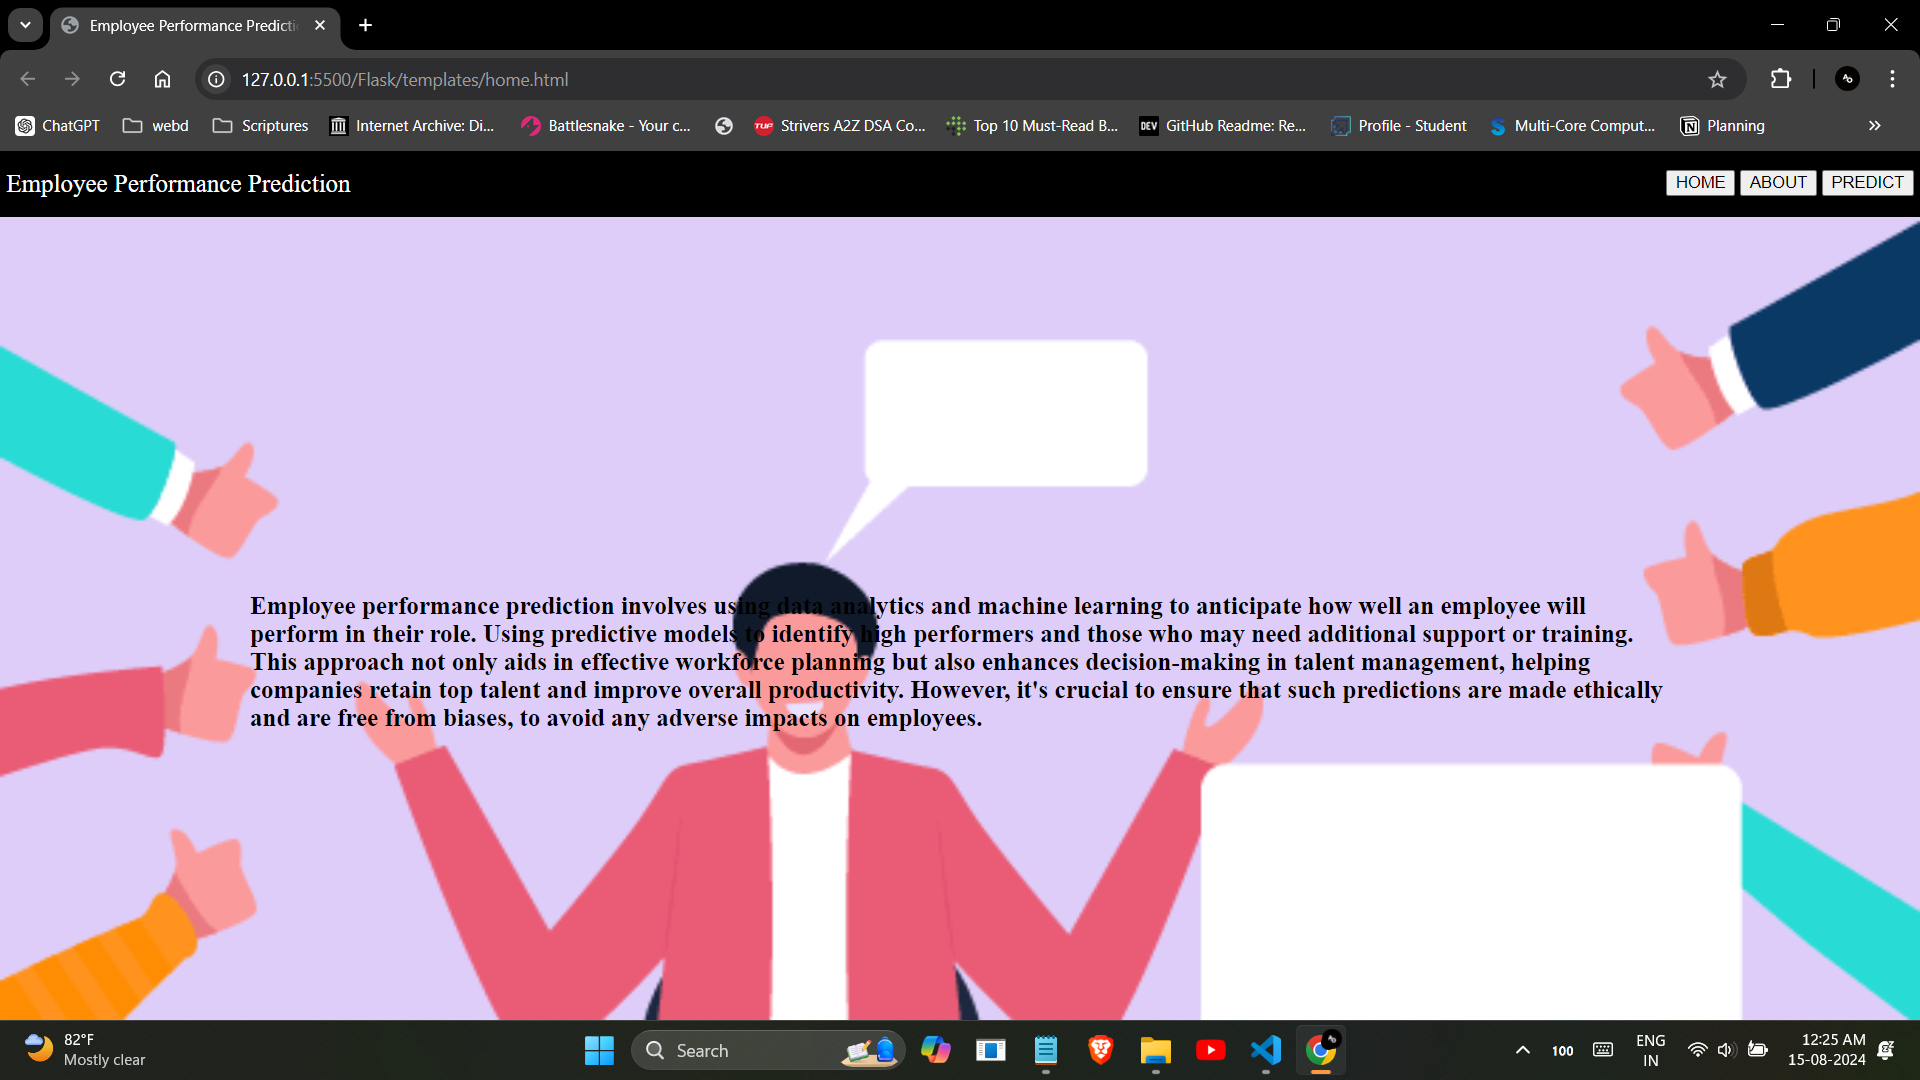 Employee Performance Predicti
127.0.0.1:5500/Flask/templates/home.html
ChatGPT webd Scriptures Internet Archive: Di... Battlesnake - Your c... TUF Strivers A2Z DSA Co... Top 10 Must-Read B... DEV GitHub Readme: Re... Profile - Student Multi-Core Comput... Planning
Employee Performance Prediction HOME ABOUT PREDICT
Employee performance prediction involves using data analytics and machine learning to anticipate how well an employee will
perform in their role. Using predictive models to identify high performers and those who may need additional support or training.
This approach not only aids in effective workforce planning but also enhances decision-making in talent management, helping
companies retain top talent and improve overall productivity. However, it's crucial to ensure that such predictions are made ethically
and are free from biases, to avoid any adverse impacts on employees.
82°F
Mostly clear
Search
100
ENG
IN
12:25 AM
15-08-2024